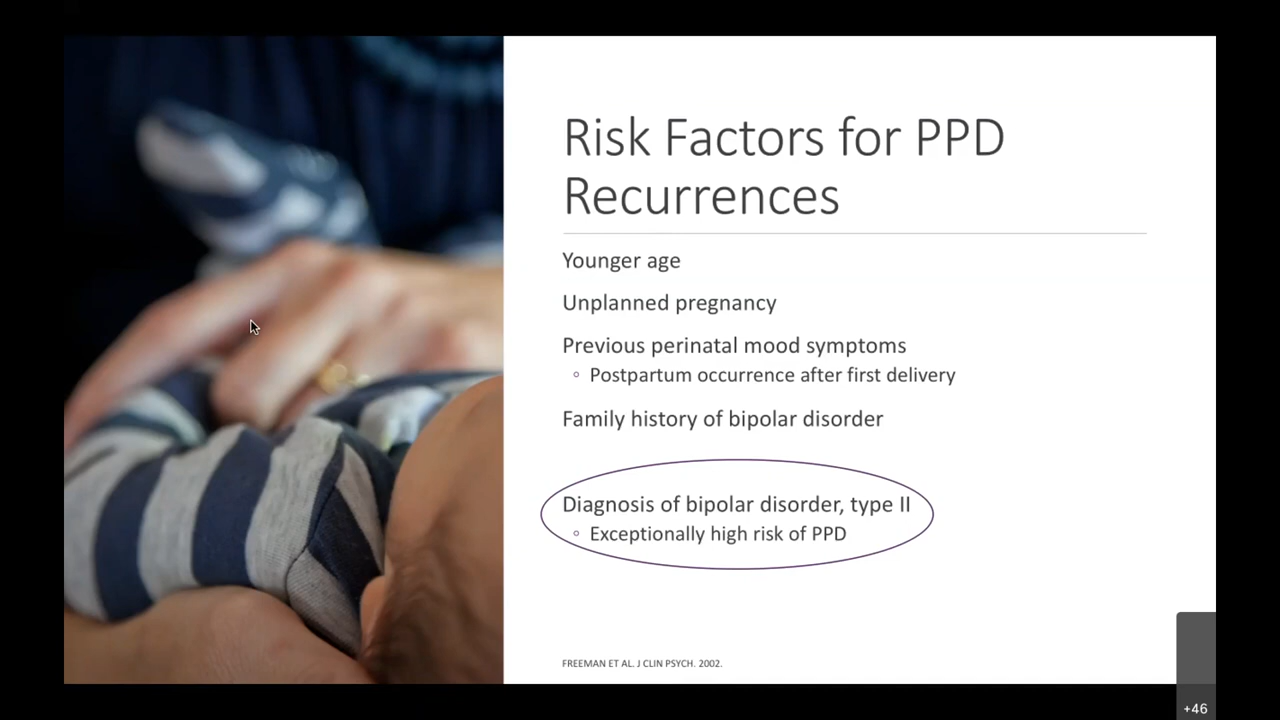 Risk Factors for PPD
Recurrences
Younger age
Unplanned pregnancy
Previous perinatal mood symptoms
◦ Postpartum occurrence after first delivery
Family history of bipolar disorder
Diagnosis of bipolar disorder, type II
◦ Exceptionally high risk of PPD
FREEMAN ET AL. J CLIN PSYCH. 2002.
+46